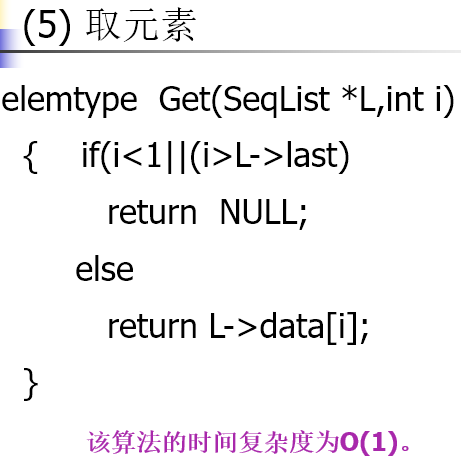 (5) 取元素
elemtype Get(SeqList *L,int i)
{ if(i<1||(i>L->last)
return NULL;
else
return L->data[i];
}
该算法的时间复杂度为O(1)。